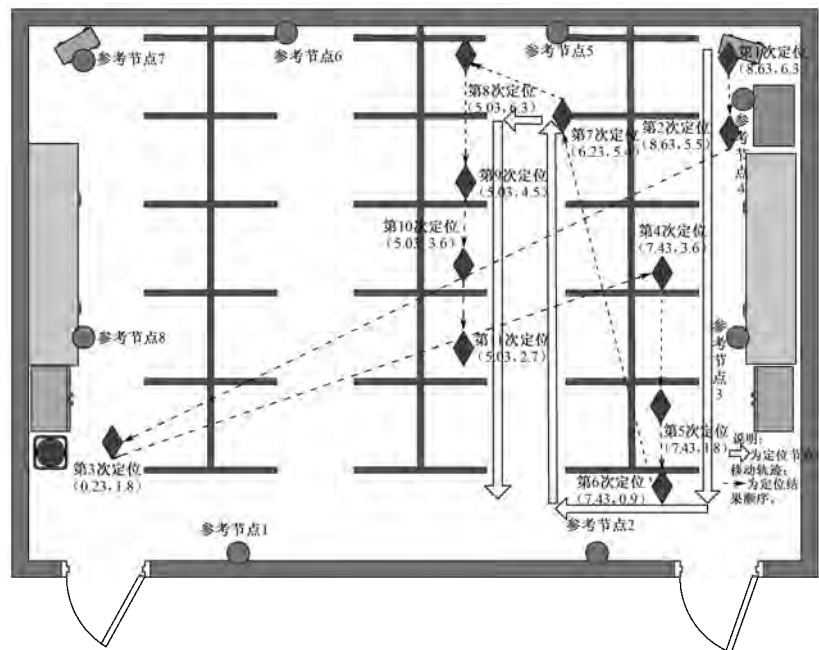 参考节点7
参考节点6
参考节点5
第1次定位
(8.63,6.3)
第8次定位
(5.03,6.3)
第7次定位
(6.23,5.4)
第2次定位
(8.63,5.5)
参考节点4
第9次定位
(5.03,4.5)
第10次定位
(5.03,3.6)
第4次定位
(7.43,3.6)
参考节点8
第11次定位
(5.03,2.7)
参考节点3
第3次定位
(0.23,1.8)
第5次定位
(7.43,1.8)
第6次定位
(7.43,0.9)
说明:
为定位节点
移动轨迹;
为定位结
果顺序。
参考节点1
参考节点2